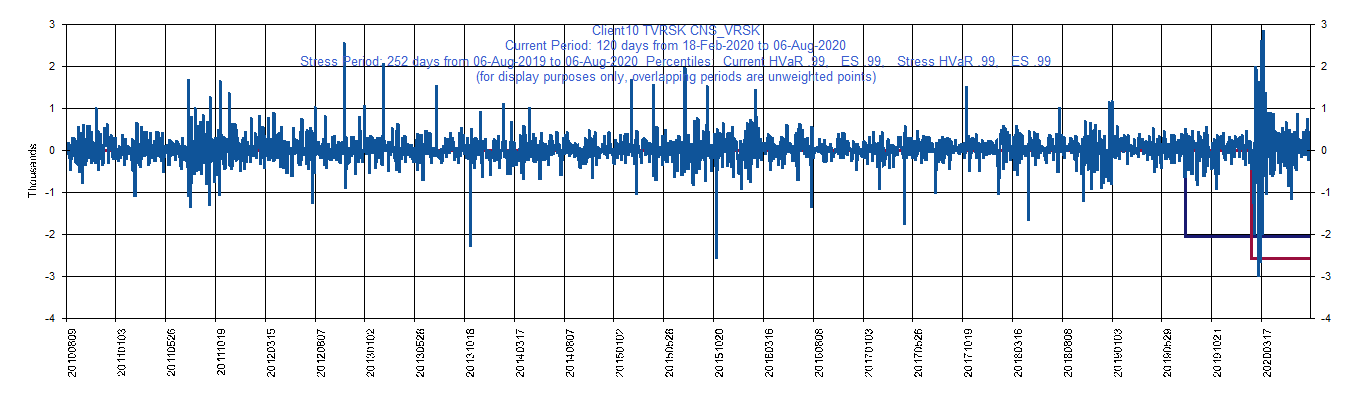 Client10 TVRSK CNS_VRSK
Current Period: 120 days from 18-Feb-2020 to 06-Aug-2020
Stress Period: 252 days from 06-Aug-2019 to 06-Aug-2020 Percentiles: Current HVaR .99, ES .99, Stress HVaR .99, ES .99
(for display purposes only, overlapping periods are unweighted points)
3 3
2 2
1 1
0 0
-1 -1
-2 -2
-3 -3
-4 -4
Thousands
20100809 20110103 20110526 20111019 20120315 20120807 20130102 20130528 20131018 20140317 20140807 20150102 20150528 20151020 20160316 20160808 20170103 20170526 20171019 20180316 20180808 20190103 20190529 20191021 20200317